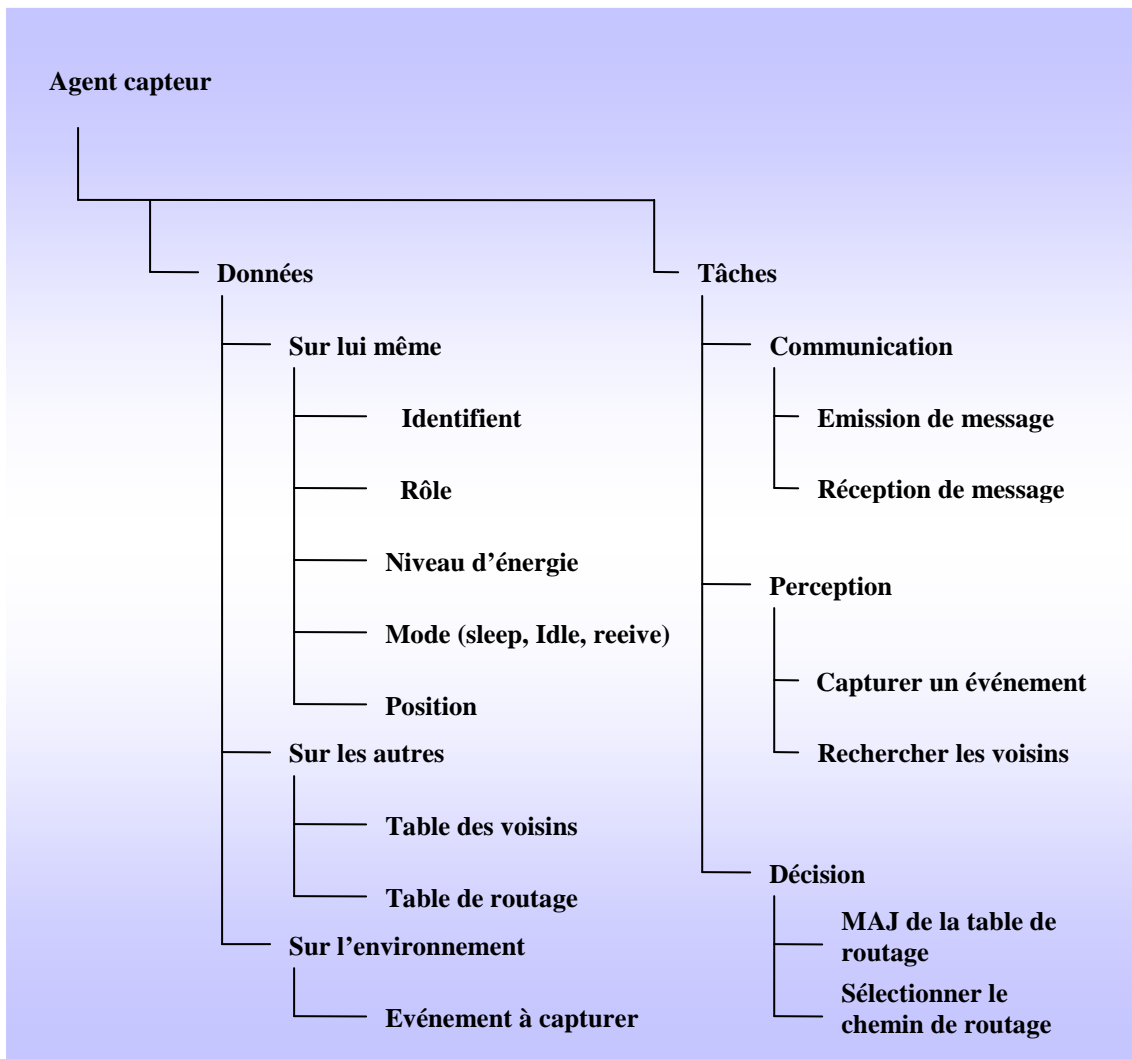 Agent capteur
Données
Sur lui même
Identifient
Rôle
Niveau d’énergie
Mode (sleep, Idle, reeive)
Position
Sur les autres
Table des voisins
Table de routage
Sur l’environnement
Evénement à capturer
Tâches
Communication
Emission de message
Réception de message
Perception
Capturer un événement
Rechercher les voisins
Décision
MAJ de la table de
routage
Sélectionner le
chemin de routage